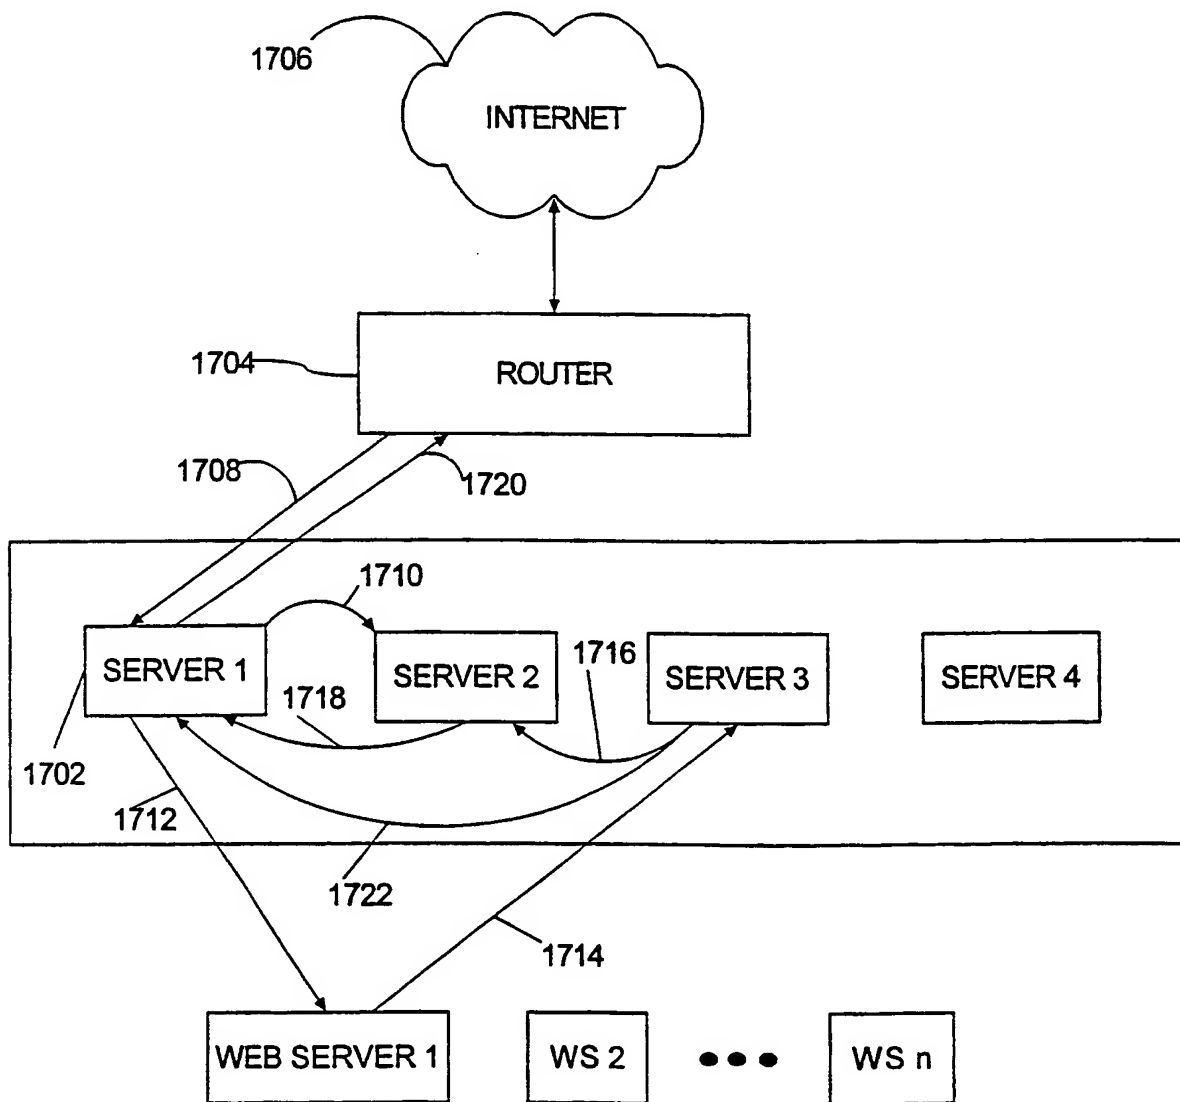 1706
INTERNET
1704
ROUTER
1708
1720
1710
SERVER 1
SERVER 2
1716
SERVER 3
SERVER 4
1718
1702
1712
1722
1714
WEB SERVER 1
WS 2
WS n